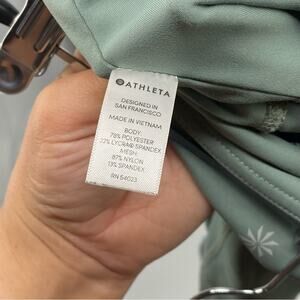 ATHLETA
DESIGNED IN
SAN FRANCISCO
MADE IN VIETNAM
BODY:
78% POLYESTER
22% LYCRA® SPANDEX
MESH:
87% NYLON
13% SPANDEX
RN 54023